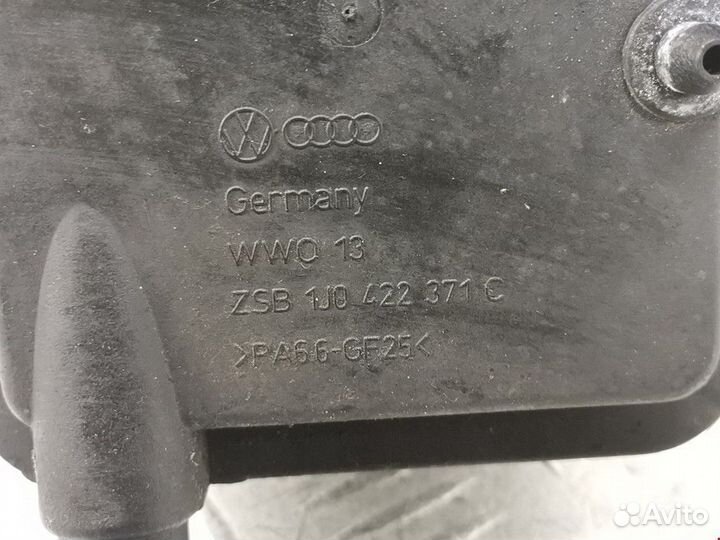 Germany
WWO 13
ZSB 1J0 422 371 C
>PA66-GF25<
Avito